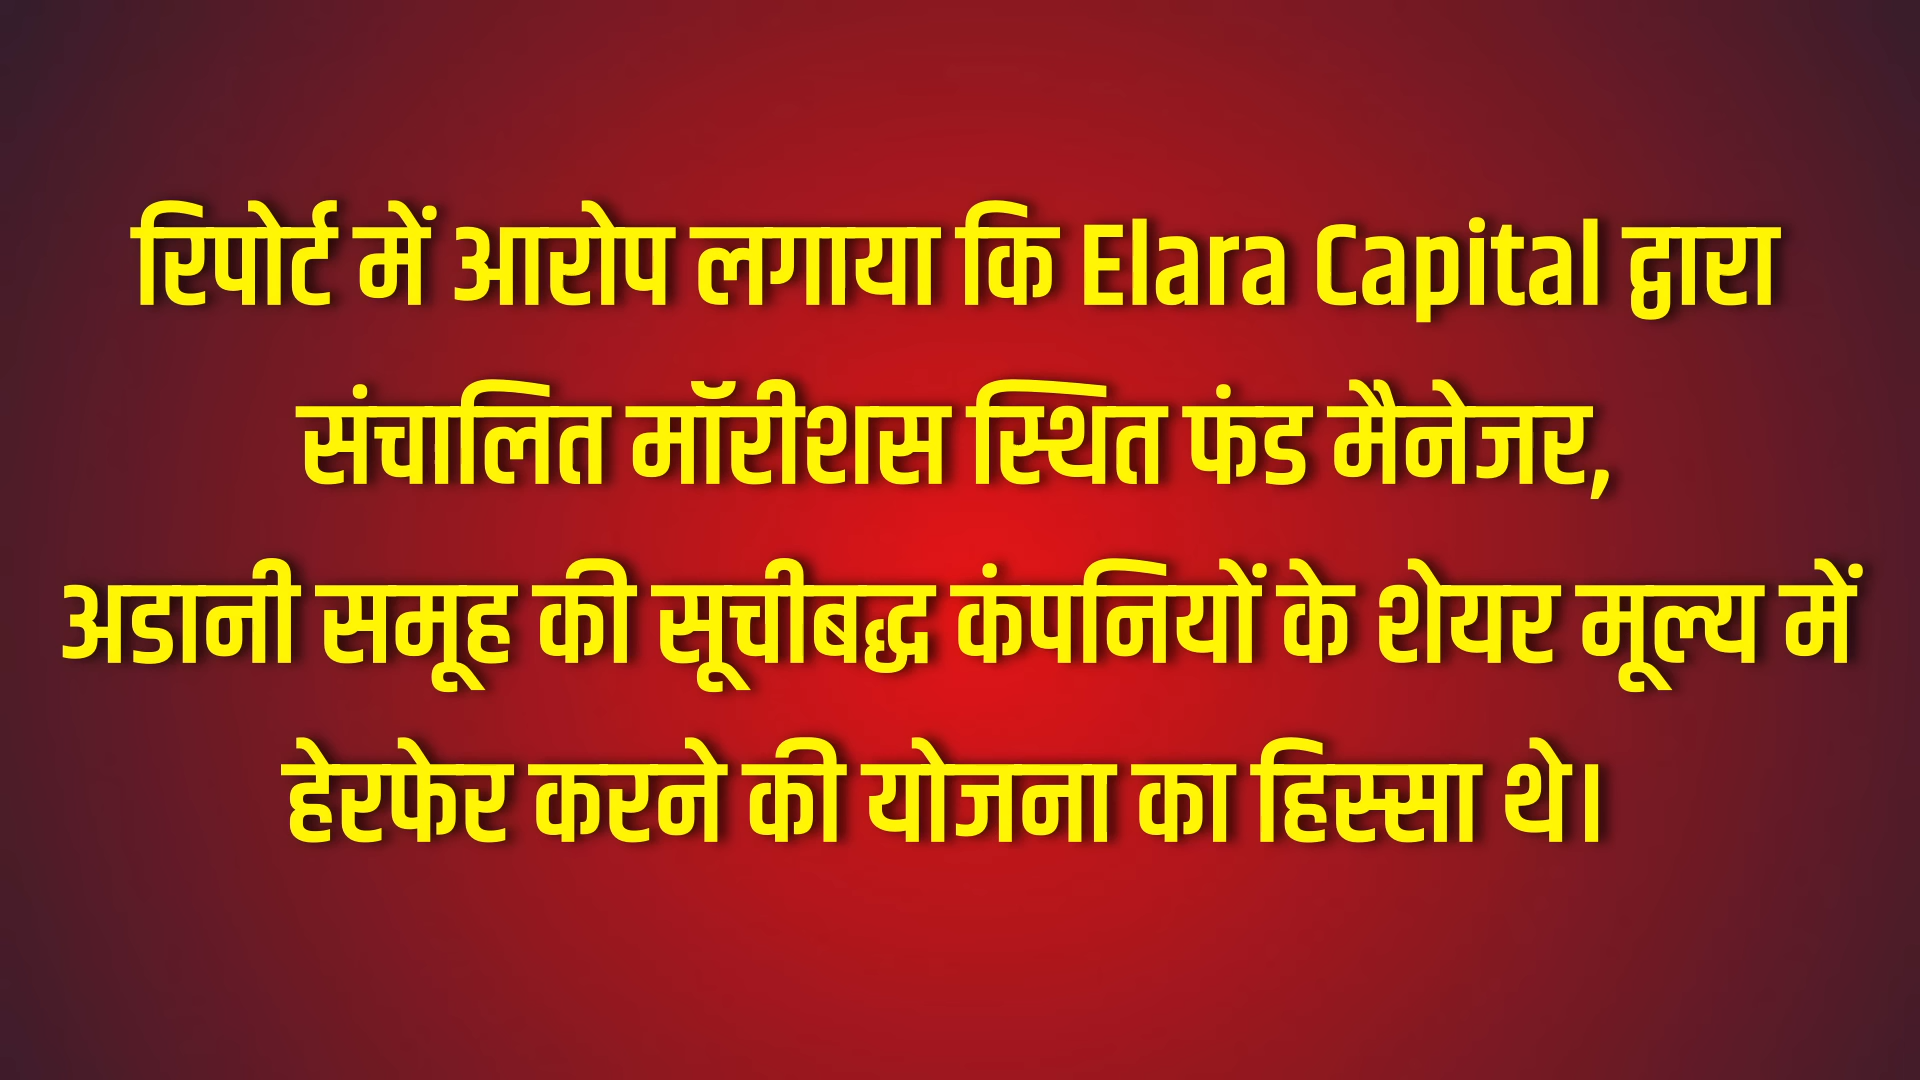 रिपोर्ट में आरोप लगाया कि Elara Capital द्वारा
संचालित मॉरीशस स्थित फंड मैनेजर,
अडानी समूह की सूचीबद्ध कंपनियों के शेयर मूल्य में
हेरफेर करने की योजना का हिस्सा थे।